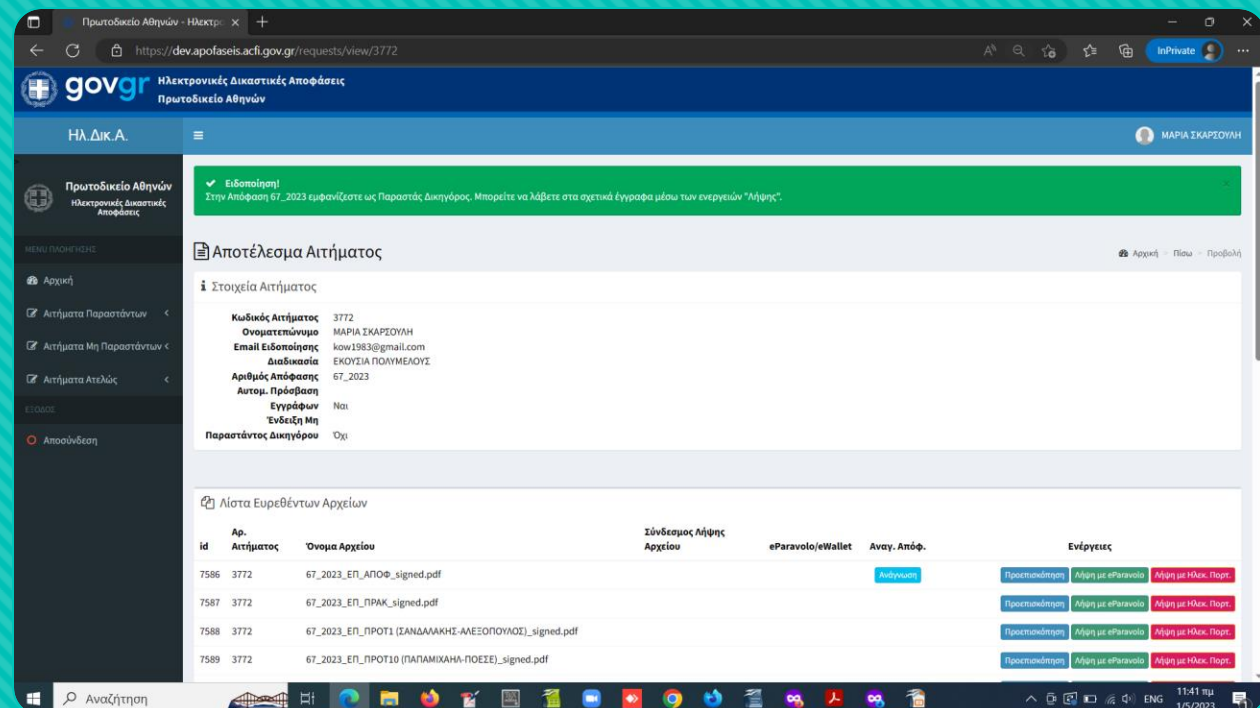 Πρωτοδικείο Αθηνών - Ηλεκτρο
https://dev.apofaseis.acfi.gov.gr/requests/view/3772
InPrivate
govgr
Ηλεκτρονικές Δικαστικές Αποφάσεις
Πρωτοδικείο Αθηνών
Ηλ.Δικ.Α.
ΜΑΡΙΑ ΣΚΑΡΣΟΥΛΗ
Πρωτοδικείο Αθηνών
Ηλεκτρονικές Δικαστικές
Αποφάσεις
Ειδοποίηση!
Στην Απόφαση 67_2023 εμφανίζεστε ως Παραστάς Δικηγόρος. Μπορείτε να λάβετε στα σχετικά έγγραφα μέσω των ενεργειών "Λήψης".
MENU ΠΛΟΗΓΗΣΗΣ
Αρχική
Αιτήματα Παραστάντων
Αιτήματα Μη Παραστάντων
Αιτήματα Ατελώς
ΕΞΟΔΟΣ
Αποσύνδεση
Αποτέλεσμα Αιτήματος
Αρχική - Πίσω - Προβολή
Στοιχεία Αιτήματος
Κωδικός Αιτήματος 3772
Ονοματεπώνυμο ΜΑΡΙΑ ΣΚΑΡΣΟΥΛΗ
Email Ειδοποίησης kow1983@gmail.com
Διαδικασία ΕΚΟΥΣΙΑ ΠΟΛΥΜΕΛΟΥΣ
Αριθμός Απόφασης 67_2023
Αυτομ. Πρόσβαση
Εγγράφων Ναι
Ένδειξη Μη
Παραστάντος Δικηγόρου Όχι
Λίστα Ευρεθέντων Αρχείων
id Αρ. Αιτήματος Όνομα Αρχείου Σύνδεσμος Λήψης Αρχείου eParavolo/eWallet Αναγ. Απόφ. Ενέργειες
7586 3772 67_2023_ΕΠ_ΑΠΟΦ_signed.pdf Ανάγνωση Προεπισκόπηση Λήψη με eParavolo Λήψη με Ηλεκ. Πορτ.
7587 3772 67_2023_ΕΠ_ΠΡΑΚ_signed.pdf Προεπισκόπηση Λήψη με eParavolo Λήψη με Ηλεκ. Πορτ.
7588 3772 67_2023_ΕΠ_ΠΡΟΤ1 (ΣΑΝΔΑΛΑΚΗΣ-ΑΛΕΞΟΠΟΥΛΟΣ)_signed.pdf Προεπισκόπηση Λήψη με eParavolo Λήψη με Ηλεκ. Πορτ.
7589 3772 67_2023_ΕΠ_ΠΡΟΤ10 (ΠΑΠΑΜΙΧΑΗΛ-ΠΟΕΣΕ)_signed.pdf Προεπισκόπηση Λήψη με eParavolo Λήψη με Ηλεκ. Πορτ.
Αναζήτηση
ENG
11:41 πμ
1/5/2023